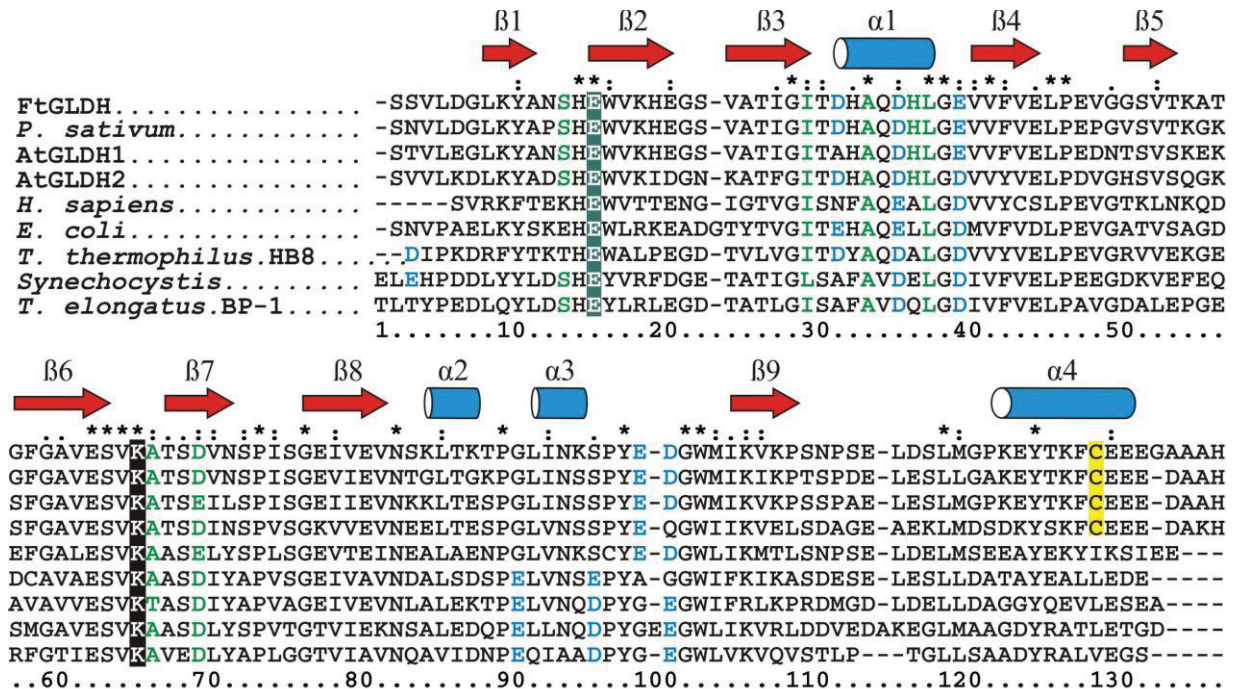 ß1 ß2 ß3 α1 ß4 ß5
: **: *:: * : **::* ** :
FtGLDH............... -SSVLDGLKYANSHEWVKHEGS-VATIGITDHAQDHLGEVVFVELPEVGGSVTKAT
P. sativum........... -SNVLDGLKYAPSHEWVKHEGS-VATIGITDHAQDHLGEVVFVELPEPGVSVTKGK
AtGLDH1.............. -STVLEGLKYANSHEWVKHEGS-VATIGITAHAQDHLGEVVFVELPEDNTSVSKEK
AtGLDH2.............. -SVVLKDLKYADSHEWVKIDGN-KATFGITDHAQDHLGDVVYVELPDVGHSVSQGK
H. sapiens........... -----SVRKFTEKHEWVTTENG-IGTVGISNFAQEALGDVVYCSLPEVGTKLNKQD
E. coli.............. -SNVPAELKYSKEHEWLRKEADGTYTVGITEHAQELLGDMVFVDLPEVGATVSAGD
T. thermophilus.HB8....--DIPKDRFYTKTHEWALPEGD-TVLVGITDYAQDALGDVVYVELPEVGRVVEKGE
Synechocystis........ ELEHPDDLYYLDSHEYVRFDGE-TATIGLSAFAVDELGDIVFVELPEEGDKVEFEQ
T. elongatus.BP-1.... TLTYPEDLQYLDSHEYLRLEGD-TATLGISAFAVDQLGDIVFVELPAVGDALEPGE
1........10........20........30........40........50.....
ß6 ß7 ß8 α2 α3 ß9 α4
.. ****: :: * * * : * : : * : **::: *: * :
GFGAVESVKATSDVNSPISGEIVEVNSKLTKTPGLINKSPYE-DGWMIKVKPSNPSE-LDSLMGPKEYTKFCEEEGAAAH
GFGAVESVKATSDVNSPISGEVIEVNTGLTGKPGLINSSPYE-DGWMIKIKPTSPDE-LESLLGAKEYTKFCEEE-DAAH
SFGAVESVKATSEILSPISGEVIEVNKKLTESPGLINSSPYE-DGWMIKVKPSSPAE-LESLMGPKEYTKFCEEE-DAAH
SFGAVESVKATSDINSPVSGKVVEVNEELTESPGLVNSSPYE-QGWIIKVELSDAGE-AEKLMDSDKYSKFCEEE-DAKH
EFGALESVKAASELYSPLSGEVTEINEALAENPGLVNKSCYE-DGWLIKMTLSNPSE-LDELMSEEAYEKYIKSIEE---
DCAVAESVKAASDIYAPVSGEIVAVNDALSDSPELVNSEPYA-GGWIFKIKASDESE-LESLLDATAYEALLEDE-----
AVAVVESVKTASDIYAPVAGEIVEVNLALEKTPELVNQDPYG-EGWIFRLKPRDMGD-LDELLDAGGYQEVLESEA----
SMGAVESVKAASDLYSPVTGTVIEKNSALEDQPELLNQDPYGEEGWLIKVRLDDVEDAKEGLMAAGDYRATLETGD----
RFGTIESVKAVEDLYAPLGGTVIAVNQAVIDNPEQIAADPYG-EGWLVKVQVSTLP---TGLLSAADYRALVEGS-----
..60........70........80........90........100.......110.......120.......130......